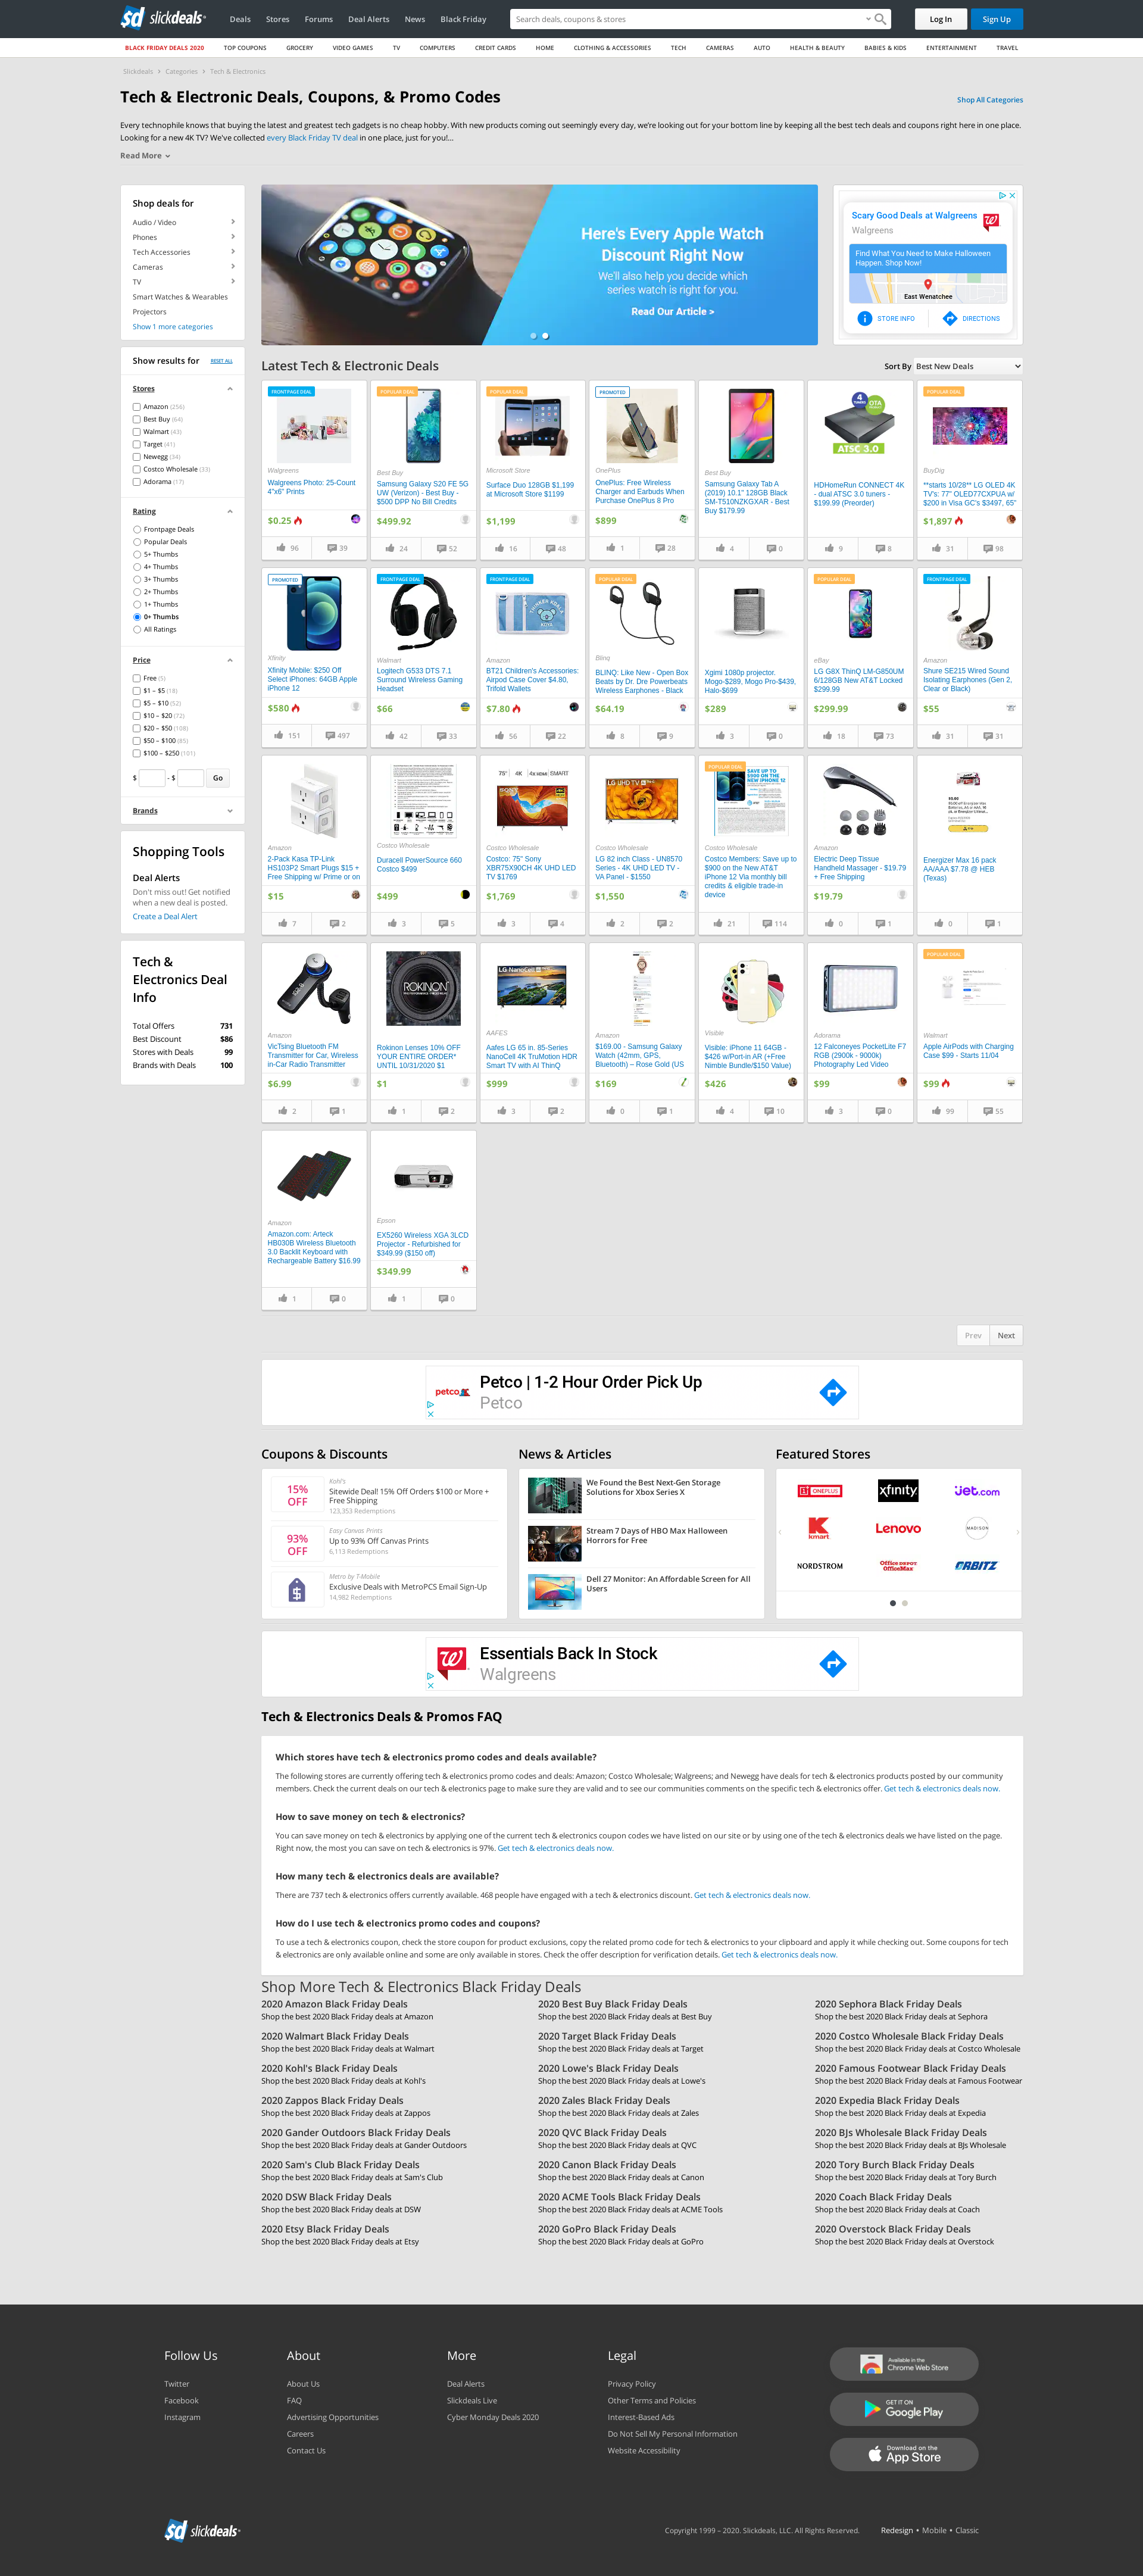 slickdeals
Deals
Stores
Forums
Deal Alerts
News
Black Friday
Search deals, coupons & stores
Log In
Sign Up
BLACK FRIDAY DEALS 2020
TOP COUPONS
GROCERY
VIDEO GAMES
TV
COMPUTERS
CREDIT CARDS
HOME
CLOTHING & ACCESSORIES
TECH
CAMERAS
AUTO
HEALTH & BEAUTY
BABIES & KIDS
ENTERTAINMENT
TRAVEL
Slickdeals › Categories › Tech & Electronics
Tech & Electronic Deals, Coupons, & Promo Codes
Shop All Categories
Every technophile knows that buying the latest and greatest tech gadgets is no cheap hobby. With new products coming out seemingly every day, we're looking out for your bottom line by keeping all the best tech deals and coupons right here in one place.
Looking for a new 4K TV? We've collected every Black Friday TV deal in one place, just for you!...
Read More
Shop deals for
Audio / Video
Phones
Tech Accessories
Cameras
TV
Smart Watches & Wearables
Projectors
Show 1 more categories
Here's Every Apple Watch
Discount Right Now
We'll also help you decide which
series watch is right for you.
Read Our Article >
Scary Good Deals at Walgreens
Walgreens
Find What You Need to Make Halloween
Happen. Shop Now!
East Wenatchee
STORE INFO
DIRECTIONS
Show results for
RESET ALL
Stores
Amazon (256)
Best Buy (64)
Walmart (43)
Target (41)
Newegg (34)
Costco Wholesale (33)
Adorama (17)
Rating
Frontpage Deals
Popular Deals
5+ Thumbs
4+ Thumbs
3+ Thumbs
2+ Thumbs
1+ Thumbs
0+ Thumbs
All Ratings
Price
Free (5)
$1 – $5 (18)
$5 – $10 (52)
$10 – $20 (72)
$20 – $50 (108)
$50 – $100 (85)
$100 – $250 (101)
$ - $ Go
Brands
Shopping Tools
Deal Alerts
Don't miss out! Get notified
when a new deal is posted.
Create a Deal Alert
Tech &
Electronics Deal
Info
Total Offers 731
Best Discount $86
Stores with Deals 99
Brands with Deals 100
Latest Tech & Electronic Deals
Sort By Best New Deals
FRONTPAGE DEAL
Walgreens
Walgreens Photo: 25-Count
4"x6" Prints
$0.25
96 39
POPULAR DEAL
Best Buy
Samsung Galaxy S20 FE 5G
UW (Verizon) - Best Buy -
$500 DPP No Bill Credits
$499.92
24 52
POPULAR DEAL
Microsoft Store
Surface Duo 128GB $1,199
at Microsoft Store $1199
$1,199
16 48
PROMOTED
OnePlus
OnePlus: Free Wireless
Charger and Earbuds When
Purchase OnePlus 8 Pro
$899
1 28
Best Buy
Samsung Galaxy Tab A
(2019) 10.1" 128GB Black
SM-T510NZKGXAR - Best
Buy $179.99
4 0
4 TUNERS
OTA
ATSC 3.0
HDHomeRun CONNECT 4K
- dual ATSC 3.0 tuners -
$199.99 (Preorder)
9 8
POPULAR DEAL
BuyDig
**starts 10/28** LG OLED 4K
TV's: 77" OLED77CXPUA w/
$200 in Visa GC's $3497, 65"
$1,897
31 98
PROMOTED
Xfinity
Xfinity Mobile: $250 Off
Select iPhones: 64GB Apple
iPhone 12
$580
151 497
FRONTPAGE DEAL
Walmart
Logitech G533 DTS 7.1
Surround Wireless Gaming
Headset
$66
42 33
FRONTPAGE DEAL
Amazon
BT21 Children's Accessories:
Airpod Case Cover $4.80,
Trifold Wallets
$7.80
56 22
POPULAR DEAL
Blinq
BLINQ: Like New - Open Box
Beats by Dr. Dre Powerbeats
Wireless Earphones - Black
$64.19
8 9
Xgimi 1080p projector,
Mogo-$289, Mogo Pro-$439,
Halo-$699
$289
3 0
POPULAR DEAL
eBay
LG G8X ThinQ LM-G850UM
6/128GB New AT&T Locked
$299.99
$299.99
18 73
FRONTPAGE DEAL
Amazon
Shure SE215 Wired Sound
Isolating Earphones (Gen 2,
Clear or Black)
$55
31 31
Amazon
2-Pack Kasa TP-Link
HS103P2 Smart Plugs $15 +
Free Shipping w/ Prime or on
$15
7 2
Costco Wholesale
Duracell PowerSource 660
Costco $499
$499
3 5
75" SONY 4K 4K HDMI SMART
Costco Wholesale
Costco: 75" Sony
XBR75X90CH 4K UHD LED
TV $1769
$1,769
3 4
LG UHD TV
Costco Wholesale
LG 82 inch Class - UN8570
Series - 4K UHD LED TV -
VA Panel - $1550
$1,550
2 2
POPULAR DEAL
SAVE UP TO
$900 ON THE
NEW IPHONE 12
Costco Wholesale
Costco Members: Save up to
$900 on the New AT&T
iPhone 12 Via monthly bill
credits & eligible trade-in
device
21 114
Amazon
Electric Deep Tissue
Handheld Massager - $19.79
+ Free Shipping
$19.79
0 1
Energizer Max 16 pack
AA/AAA $7.78 @ HEB
(Texas)
0 1
Amazon
VicTsing Bluetooth FM
Transmitter for Car, Wireless
in-Car Radio Transmitter
$6.99
2 1
ROKINON
Rokinon Lenses 10% OFF
YOUR ENTIRE ORDER*
UNTIL 10/31/2020 $1
$1
1 2
LG NanoCell
AAFES
Aafes LG 65 in. 85-Series
NanoCell 4K TruMotion HDR
Smart TV with AI ThinQ
$999
3 2
Amazon
$169.00 - Samsung Galaxy
Watch (42mm, GPS,
Bluetooth) – Rose Gold (US
$169
0 1
Visible
Visible: iPhone 11 64GB -
$426 w/Port-in AR (+Free
Nimble Bundle/$150 Value)
$426
4 10
Adorama
12 Falconeyes PocketLite F7
RGB (2900k - 9000k)
Photography Led Video
$99
3 0
POPULAR DEAL
Walmart
Apple AirPods with Charging
Case $99 - Starts 11/04
$99
99 55
Amazon
Amazon.com: Arteck
HB030B Wireless Bluetooth
3.0 Backlit Keyboard with
Rechargeable Battery $16.99
1 0
Epson
EX5260 Wireless XGA 3LCD
Projector - Refurbished for
$349.99 ($150 off)
$349.99
1 0
Prev Next
petco
Petco | 1-2 Hour Order Pick Up
Petco
Coupons & Discounts
15%
OFF
Kohl's
Sitewide Deal! 15% Off Orders $100 or More +
Free Shipping
123,353 Redemptions
93%
OFF
Easy Canvas Prints
Up to 93% Off Canvas Prints
6,113 Redemptions
Metro by T-Mobile
Exclusive Deals with MetroPCS Email Sign-Up
14,982 Redemptions
News & Articles
We Found the Best Next-Gen Storage
Solutions for Xbox Series X
Stream 7 Days of HBO Max Halloween
Horrors for Free
Dell 27 Monitor: An Affordable Screen for All
Users
Featured Stores
ONEPLUS
xfinity
Jet.com
kmart
Lenovo
MADISON
NORDSTROM
Office DEPOT
OfficeMax
ORBITZ
Essentials Back In Stock
Walgreens
Tech & Electronics Deals & Promos FAQ
Which stores have tech & electronics promo codes and deals available?
The following stores are currently offering tech & electronics promo codes and deals: Amazon; Costco Wholesale; Walgreens; and Newegg have deals for tech & electronics products posted by our community
members. Check the current deals on our tech & electronics page to make sure they are valid and to see our communities comments on the specific tech & electronics offer. Get tech & electronics deals now.
How to save money on tech & electronics?
You can save money on tech & electronics by applying one of the current tech & electronics coupon codes we have listed on our site or by using one of the tech & electronics deals we have listed on the page.
Right now, the most you can save on tech & electronics is 97%. Get tech & electronics deals now.
How many tech & electronics deals are available?
There are 737 tech & electronics offers currently available. 468 people have engaged with a tech & electronics discount. Get tech & electronics deals now.
How do I use tech & electronics promo codes and coupons?
To use a tech & electronics coupon, check the store coupon for product exclusions, copy the related promo code for tech & electronics to your clipboard and apply it while checking out. Some coupons for tech
& electronics are only available online and some are only available in stores. Check the offer description for verification details. Get tech & electronics deals now.
Shop More Tech & Electronics Black Friday Deals
2020 Amazon Black Friday Deals
Shop the best 2020 Black Friday deals at Amazon
2020 Best Buy Black Friday Deals
Shop the best 2020 Black Friday deals at Best Buy
2020 Sephora Black Friday Deals
Shop the best 2020 Black Friday deals at Sephora
2020 Walmart Black Friday Deals
Shop the best 2020 Black Friday deals at Walmart
2020 Target Black Friday Deals
Shop the best 2020 Black Friday deals at Target
2020 Costco Wholesale Black Friday Deals
Shop the best 2020 Black Friday deals at Costco Wholesale
2020 Kohl's Black Friday Deals
Shop the best 2020 Black Friday deals at Kohl's
2020 Lowe's Black Friday Deals
Shop the best 2020 Black Friday deals at Lowe's
2020 Famous Footwear Black Friday Deals
Shop the best 2020 Black Friday deals at Famous Footwear
2020 Zappos Black Friday Deals
Shop the best 2020 Black Friday deals at Zappos
2020 Zales Black Friday Deals
Shop the best 2020 Black Friday deals at Zales
2020 Expedia Black Friday Deals
Shop the best 2020 Black Friday deals at Expedia
2020 Gander Outdoors Black Friday Deals
Shop the best 2020 Black Friday deals at Gander Outdoors
2020 QVC Black Friday Deals
Shop the best 2020 Black Friday deals at QVC
2020 BJs Wholesale Black Friday Deals
Shop the best 2020 Black Friday deals at BJs Wholesale
2020 Sam's Club Black Friday Deals
Shop the best 2020 Black Friday deals at Sam's Club
2020 Canon Black Friday Deals
Shop the best 2020 Black Friday deals at Canon
2020 Tory Burch Black Friday Deals
Shop the best 2020 Black Friday deals at Tory Burch
2020 DSW Black Friday Deals
Shop the best 2020 Black Friday deals at DSW
2020 ACME Tools Black Friday Deals
Shop the best 2020 Black Friday deals at ACME Tools
2020 Coach Black Friday Deals
Shop the best 2020 Black Friday deals at Coach
2020 Etsy Black Friday Deals
Shop the best 2020 Black Friday deals at Etsy
2020 GoPro Black Friday Deals
Shop the best 2020 Black Friday deals at GoPro
2020 Overstock Black Friday Deals
Shop the best 2020 Black Friday deals at Overstock
Follow Us
Twitter
Facebook
Instagram
About
About Us
FAQ
Advertising Opportunities
Careers
Contact Us
More
Deal Alerts
Slickdeals Live
Cyber Monday Deals 2020
Legal
Privacy Policy
Other Terms and Policies
Interest-Based Ads
Do Not Sell My Personal Information
Website Accessibility
Available in the
Chrome Web Store
GET IT ON
Google Play
Download on the
App Store
slickdeals
Copyright 1999 – 2020. Slickdeals, LLC. All Rights Reserved.
Redesign • Mobile • Classic